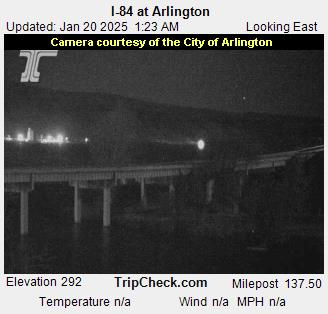 I-84 at Arlington
Updated: Jan 20 2025 1:23 AM Looking East
Camera courtesy of the City of Arlington
Elevation 292 TripCheck.com Milepost 137.50
Temperature n/a Wind n/a MPH n/a